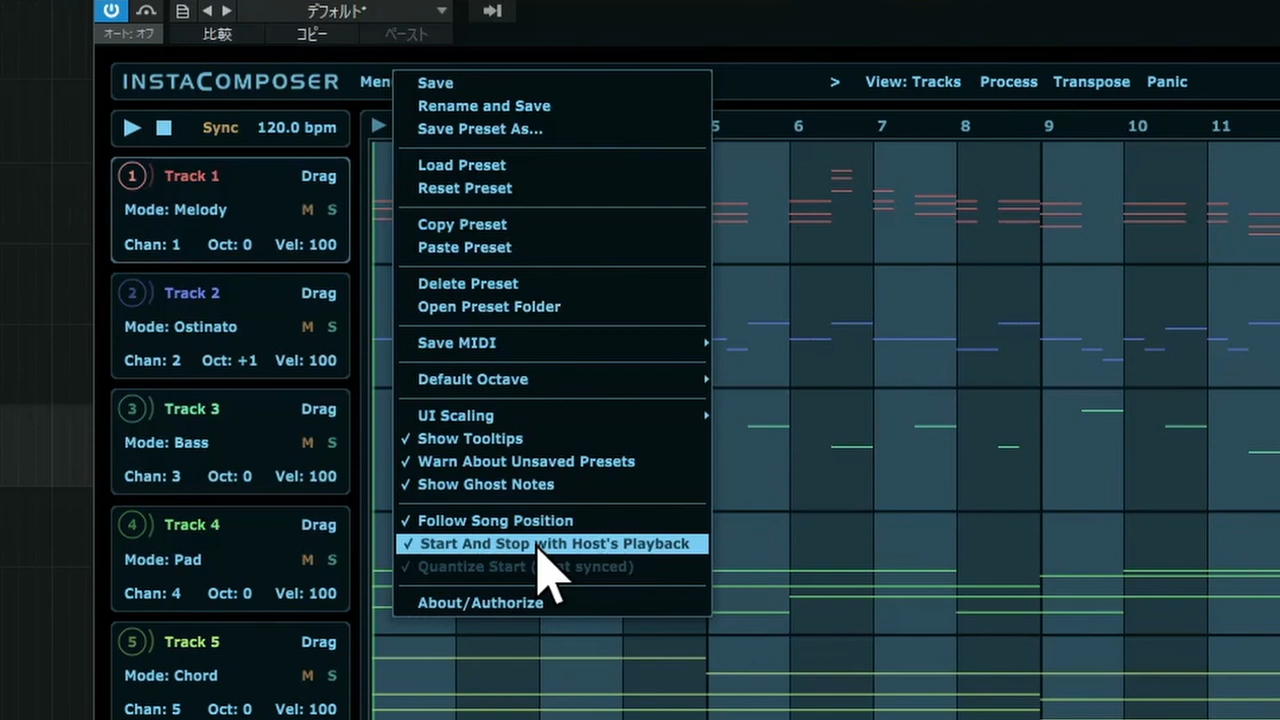 デフォルト*
オート: オフ
比較
コピー
ペースト
INSTACOMPOSER
Men
>
View: Tracks
Process
Transpose
Panic
Sync
120.0 bpm
5
6
7
8
9
10
11
1
Track 1
Drag
Mode: Melody
M
S
Chan: 1
Oct: 0
Vel: 100
2
Track 2
Drag
Mode: Ostinato
M
S
Chan: 2
Oct: +1
Vel: 100
3
Track 3
Drag
Mode: Bass
M
S
Chan: 3
Oct: 0
Vel: 100
4
Track 4
Drag
Mode: Pad
M
S
Chan: 4
Oct: 0
Vel: 100
5
Track 5
Drag
Mode: Chord
M
S
Chan: 5
Oct: 0
Vel: 100
Save
Rename and Save
Save Preset As...
Load Preset
Reset Preset
Copy Preset
Paste Preset
Delete Preset
Open Preset Folder
Save MIDI
Default Octave
UI Scaling
✓ Show Tooltips
✓ Warn About Unsaved Presets
✓ Show Ghost Notes
✓ Follow Song Position
✓ Start And Stop with Host's Playback
✓ Quantize Start synced)
About/Authorize